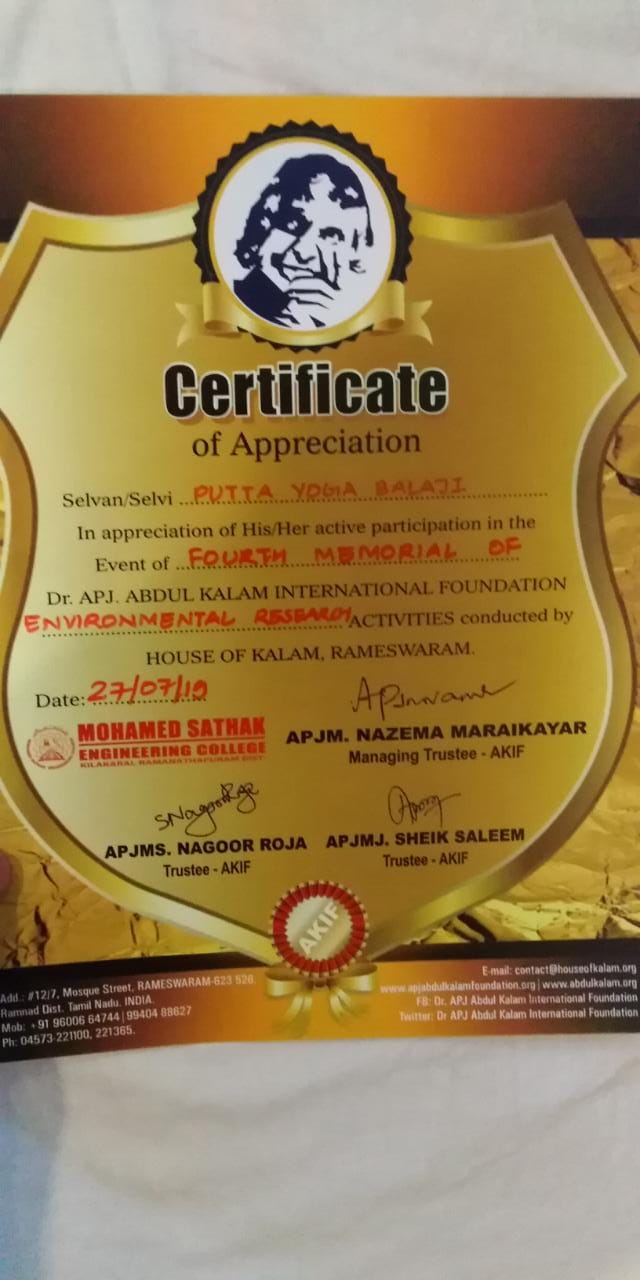 Certificate
of Appreciation
Selvan/Selvi ...PUTTA YOGA BALAJI...
In appreciation of His/Her active participation in the
Event of ..FOURTH MEMORIAL OF
Dr. APJ. ABDUL KALAM INTERNATIONAL FOUNDATION
ENVIRONMENTAL RESEARCH ACTIVITIES conducted by
HOUSE OF KALAM, RAMESWARAM.
Date: 27/07/19
MOHAMED SATHAK
ENGINEERING COLLEGE
KILAKARAI, RAMANATHAPURAM DIST.
APJM. NAZEMA MARAIKAYAR
Managing Trustee - AKIF
SNagoorRoja
APJMS. NAGOOR ROJA
Trustee - AKIF
APJMJ. SHEIK SALEEM
Trustee - AKIF
AKIF
Add.: #12/7, Mosque Street, RAMESWARAM-623 526.
Ramnad Dist. Tamil Nadu. INDIA.
Mob: +91 96006 64744 | 99404 88627
Ph: 04573-221100, 221365.
E-mail: contact@houseofkalam.org
www.apjabdulkalamfoundation.org | www.abdulkalam.org
FB: Dr. APJ Abdul Kalam International Foundation
Twitter: Dr APJ Abdul Kalam International Foundation